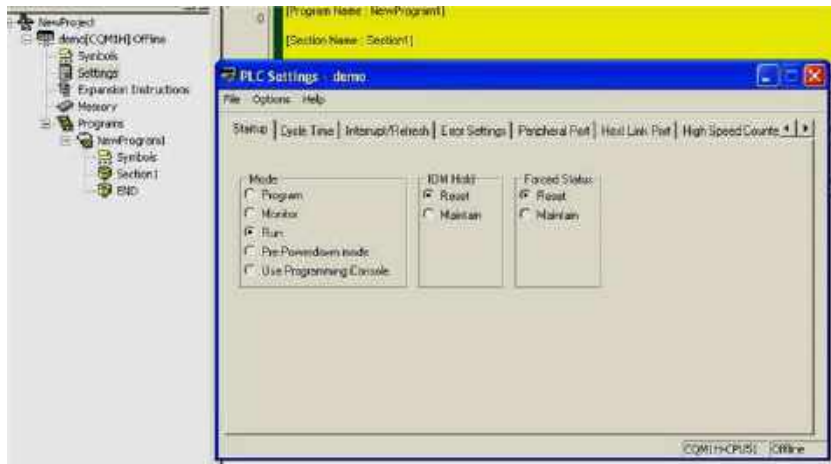 NewProject
demo[CQM1H] Offline
Symbols
Settings
Expansion Instructions
Memory
Programs
NewProgram1
Symbols
Section1
END
0
[Program Name : NewProgram1]
[Section Name : Section1]
PLC Settings - demo
File Options Help
Startup Cycle Time Interrupt/Refresh Error Settings Peripheral Port Host Link Port High Speed Counte
Mode
Program
Monitor
Run
Pre Powerdown mode
Use Programming Console
IOM Hold
Reset
Maintain
Forced Status
Reset
Maintain
CQM1H-CPU51 Offline